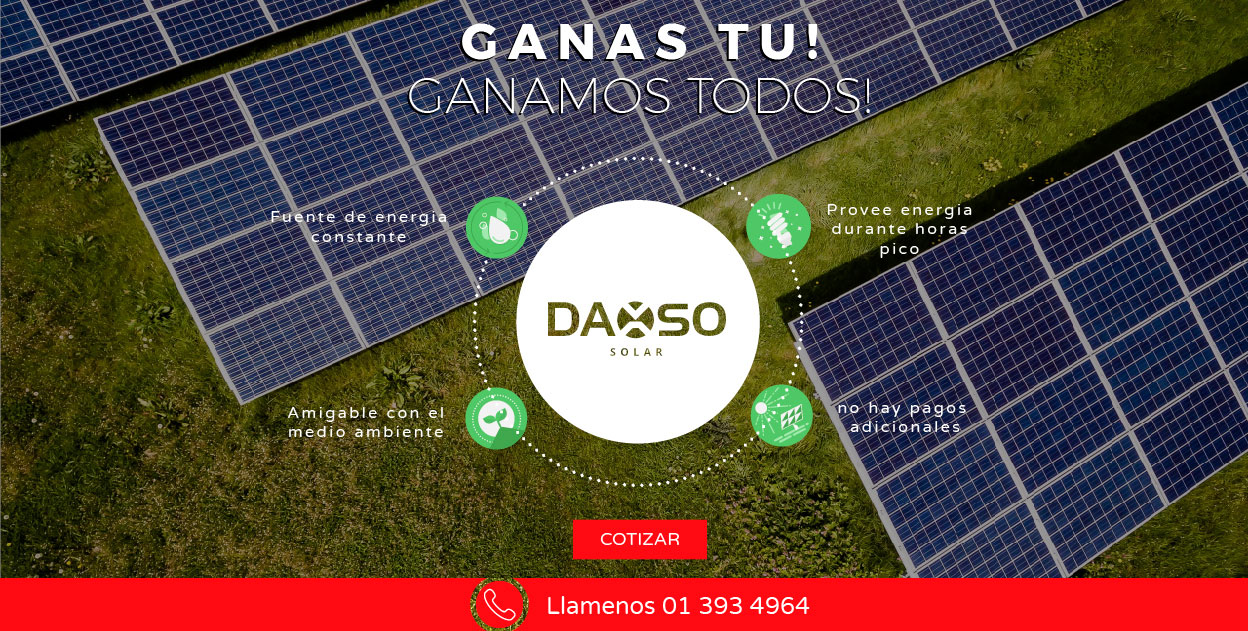 GANAS TU!
GANAMOS TODOS!
Fuente de energia
constante
Provee energia
durante horas
pico
DAXSO
SOLAR
Amigable con el
medio ambiente
no hay pagos
adicionales
COTIZAR
Llamenos 01 393 4964